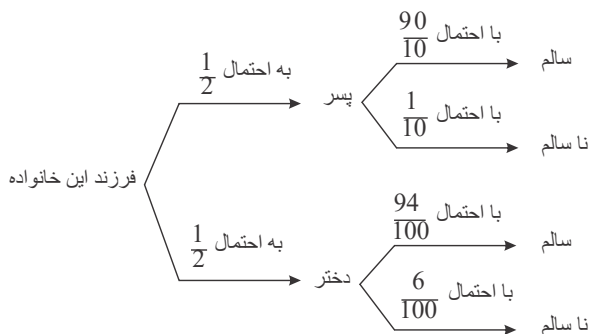 با احتمال 90/10
سالم
به احتمال 1/2
پسر
با احتمال 1/10
نا سالم
فرزند این خانواده
با احتمال 94/100
سالم
به احتمال 1/2
دختر
با احتمال 6/100
نا سالم